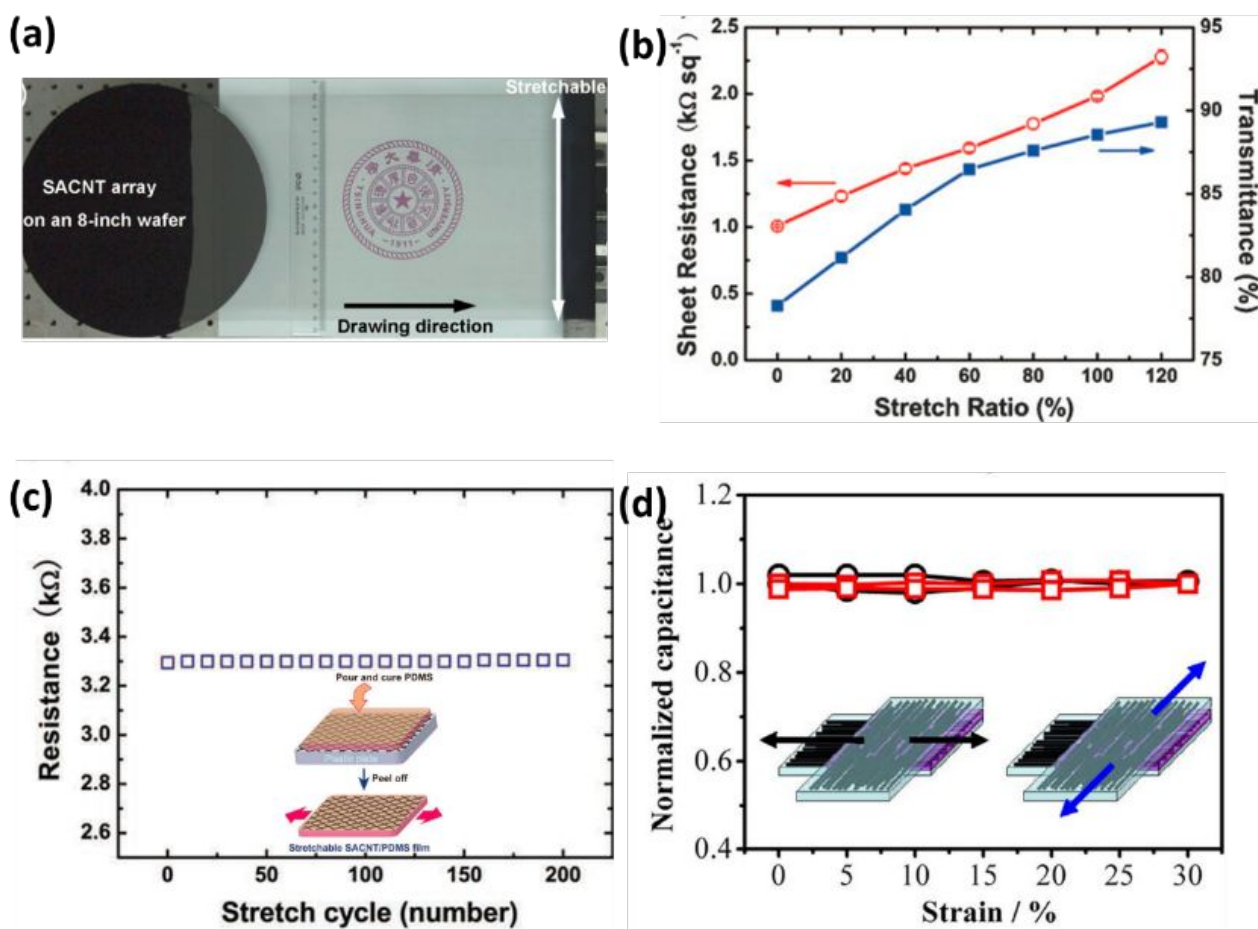 (a)
Stretchable
SACNT array
on an 8-inch wafer
TSINGHUA
UNIVERSITY
~1911~
Drawing direction
(b)
Sheet Resistance (kΩ sq⁻¹)
2.5
2.0
1.5
1.0
0.5
0.0
0 20 40 60 80 100 120
Stretch Ratio (%)
95
90
85
80
75
Transmittance (%)
(c)
Resistance (kΩ)
4.0
3.8
3.6
3.4
3.2
3.0
2.8
2.6
0 50 100 150 200
Stretch cycle (number)
Pour and cure PDMS
Peel off
Stretchable SACNT/PDMS film
(d)
Normalized capacitance
1.2
1.0
0.8
0.6
0.4
0 5 10 15 20 25 30
Strain / %